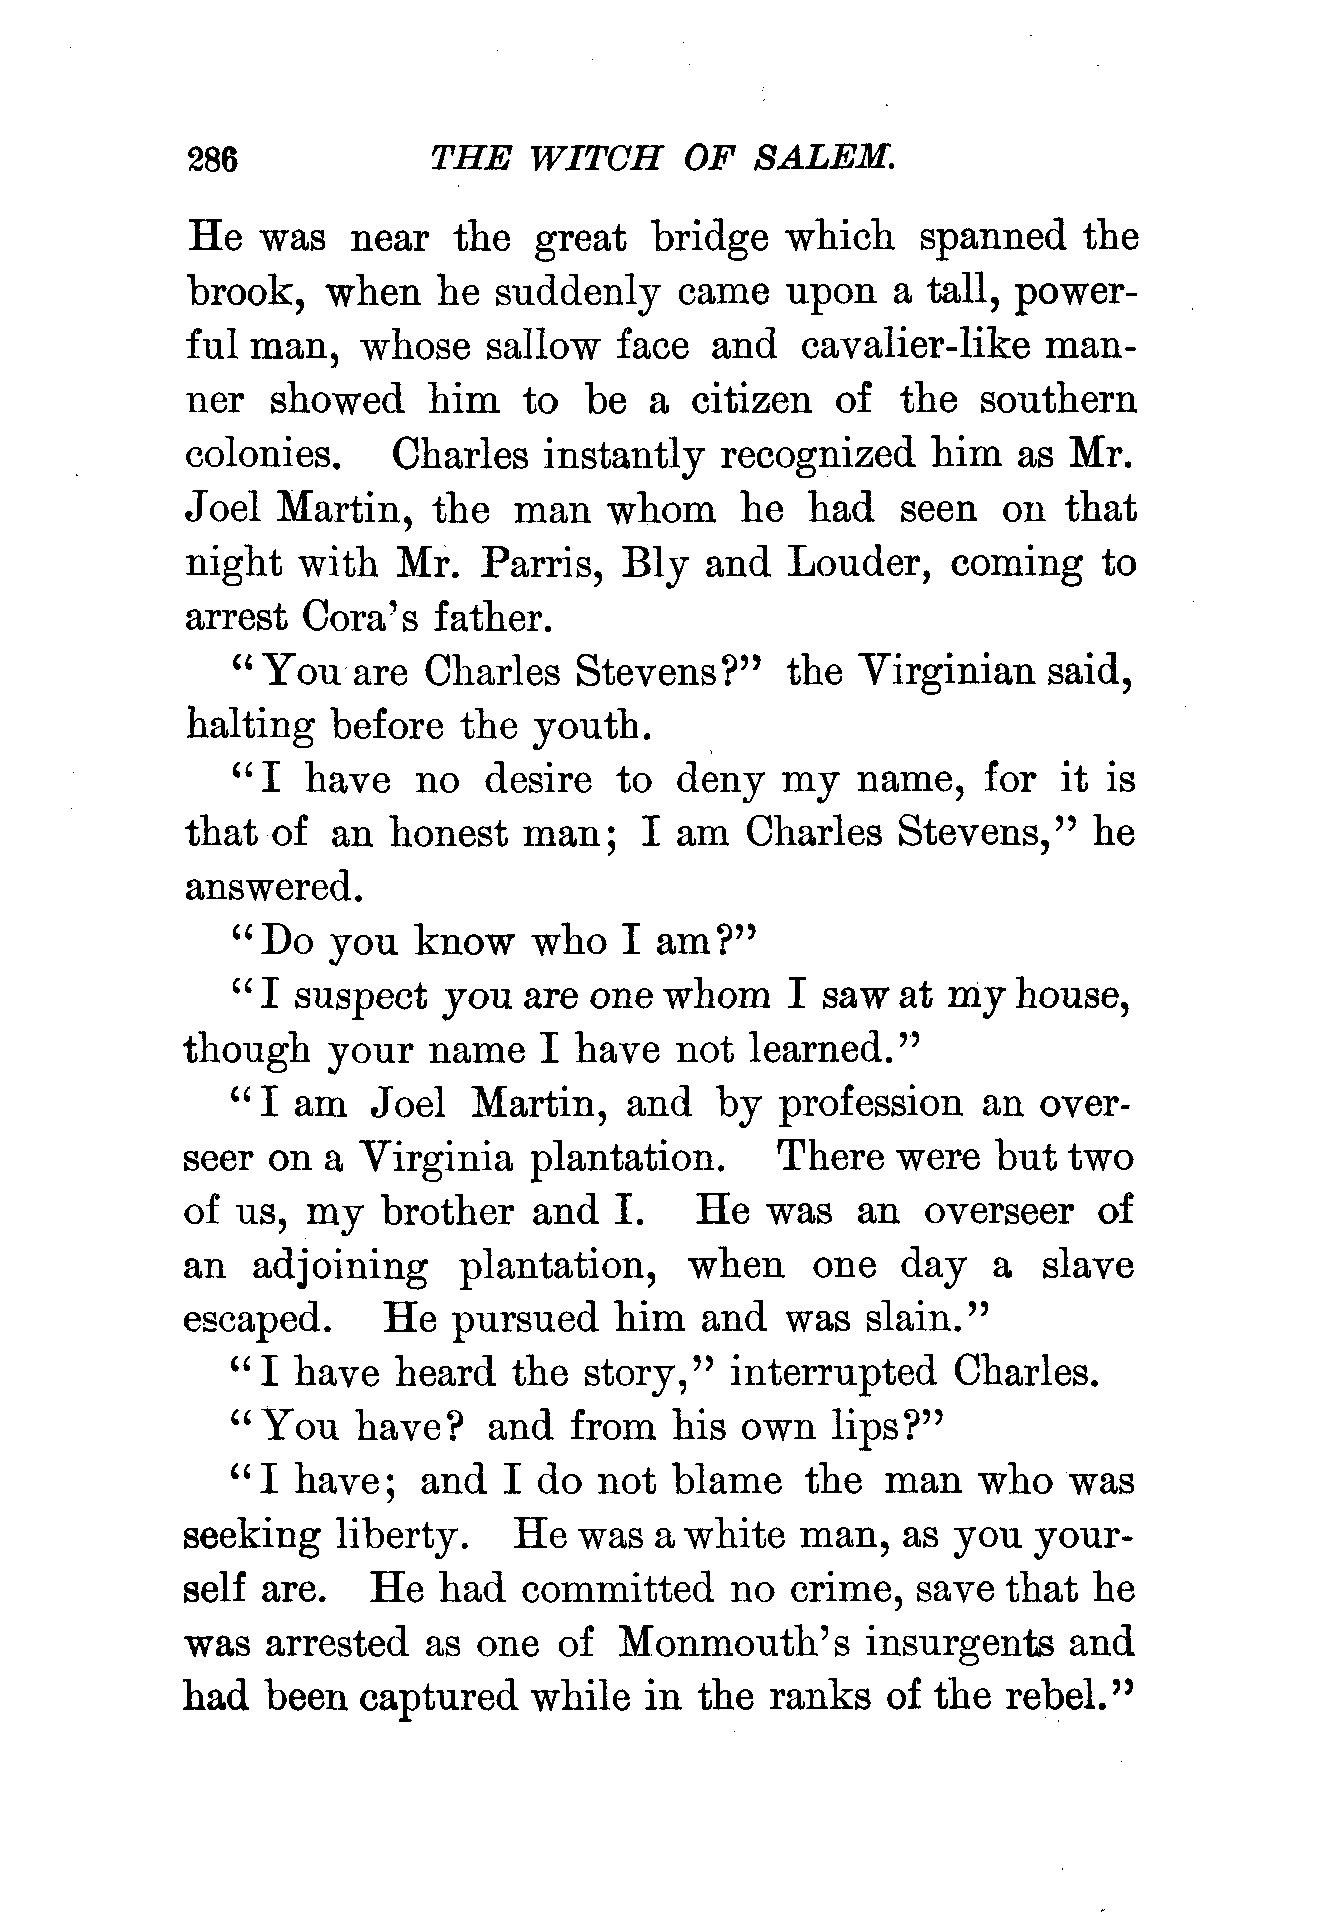 286 THE WITCH OF SALEM.
He was near the great bridge which spanned the
brook, when he suddenly came upon a tall, power-
ful man, whose sallow face and cavalier-like man-
ner showed him to be a citizen of the southern
colonies. Charles instantly recognized him as Mr.
Joel Martin, the man whom he had seen on that
night with Mr. Parris, Bly and Louder, coming to
arrest Cora's father.
"You are Charles Stevens?" the Virginian said,
halting before the youth.
"I have no desire to deny my name, for it is
that of an honest man; I am Charles Stevens," he
answered.
"Do you know who I am?"
"I suspect you are one whom I saw at my house,
though your name I have not learned."
"I am Joel Martin, and by profession an over-
seer on a Virginia plantation. There were but two
of us, my brother and I. He was an overseer of
an adjoining plantation, when one day a slave
escaped. He pursued him and was slain."
"I have heard the story," interrupted Charles.
"You have? and from his own lips?"
"I have; and I do not blame the man who was
seeking liberty. He was a white man, as you your-
self are. He had committed no crime, save that he
was arrested as one of Monmouth's insurgents and
had been captured while in the ranks of the rebel."